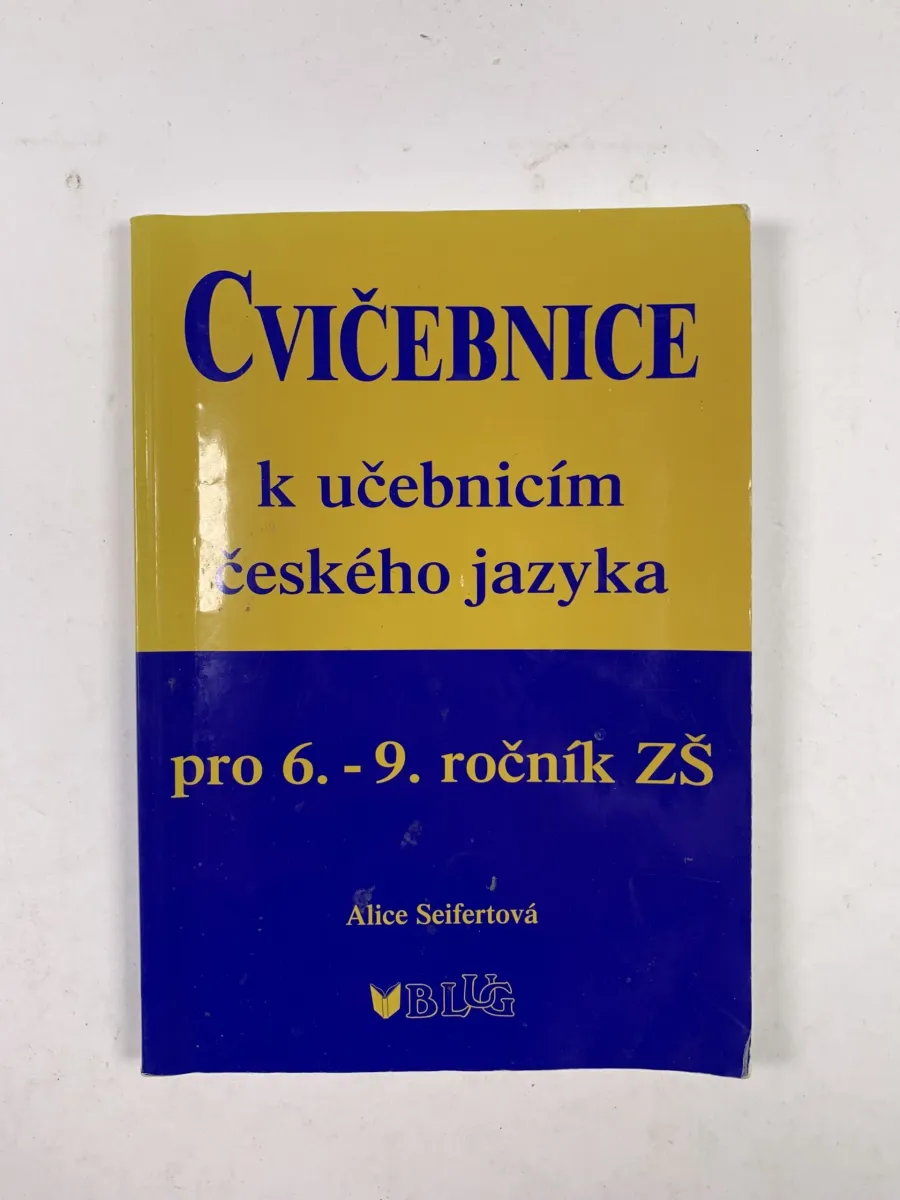 CVIČEBNICE
k učebnicím
českého jazyka
pro 6. - 9. ročník ZŠ
Alice Seifertová
BLUG